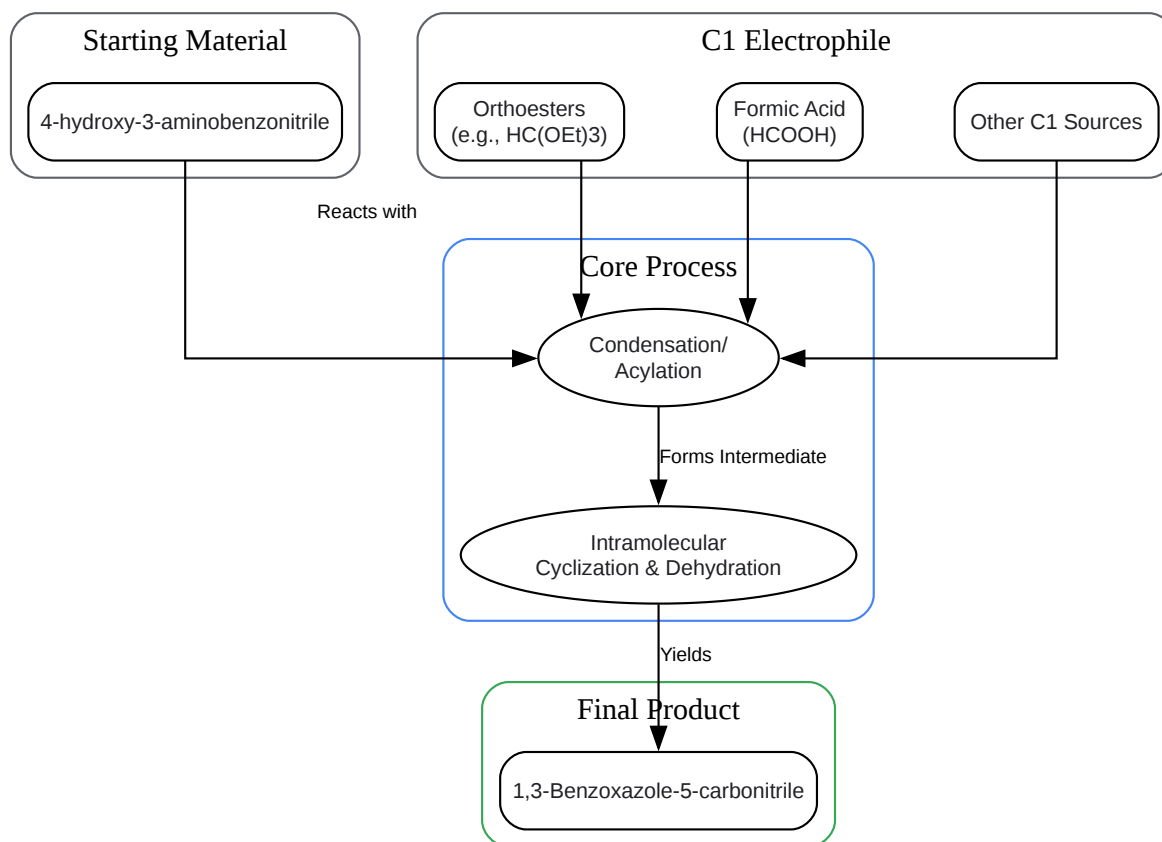 Starting Material
C1 Electrophile
4-hydroxy-3-aminobenzonitrile
Orthoesters
(e.g., HC(OEt)3)
Formic Acid
(HCOOH)
Other C1 Sources
Reacts with
Core Process
Condensation/
Acylation
Forms Intermediate
Intramolecular
Cyclization & Dehydration
Yields
Final Product
1,3-Benzoxazole-5-carbonitrile